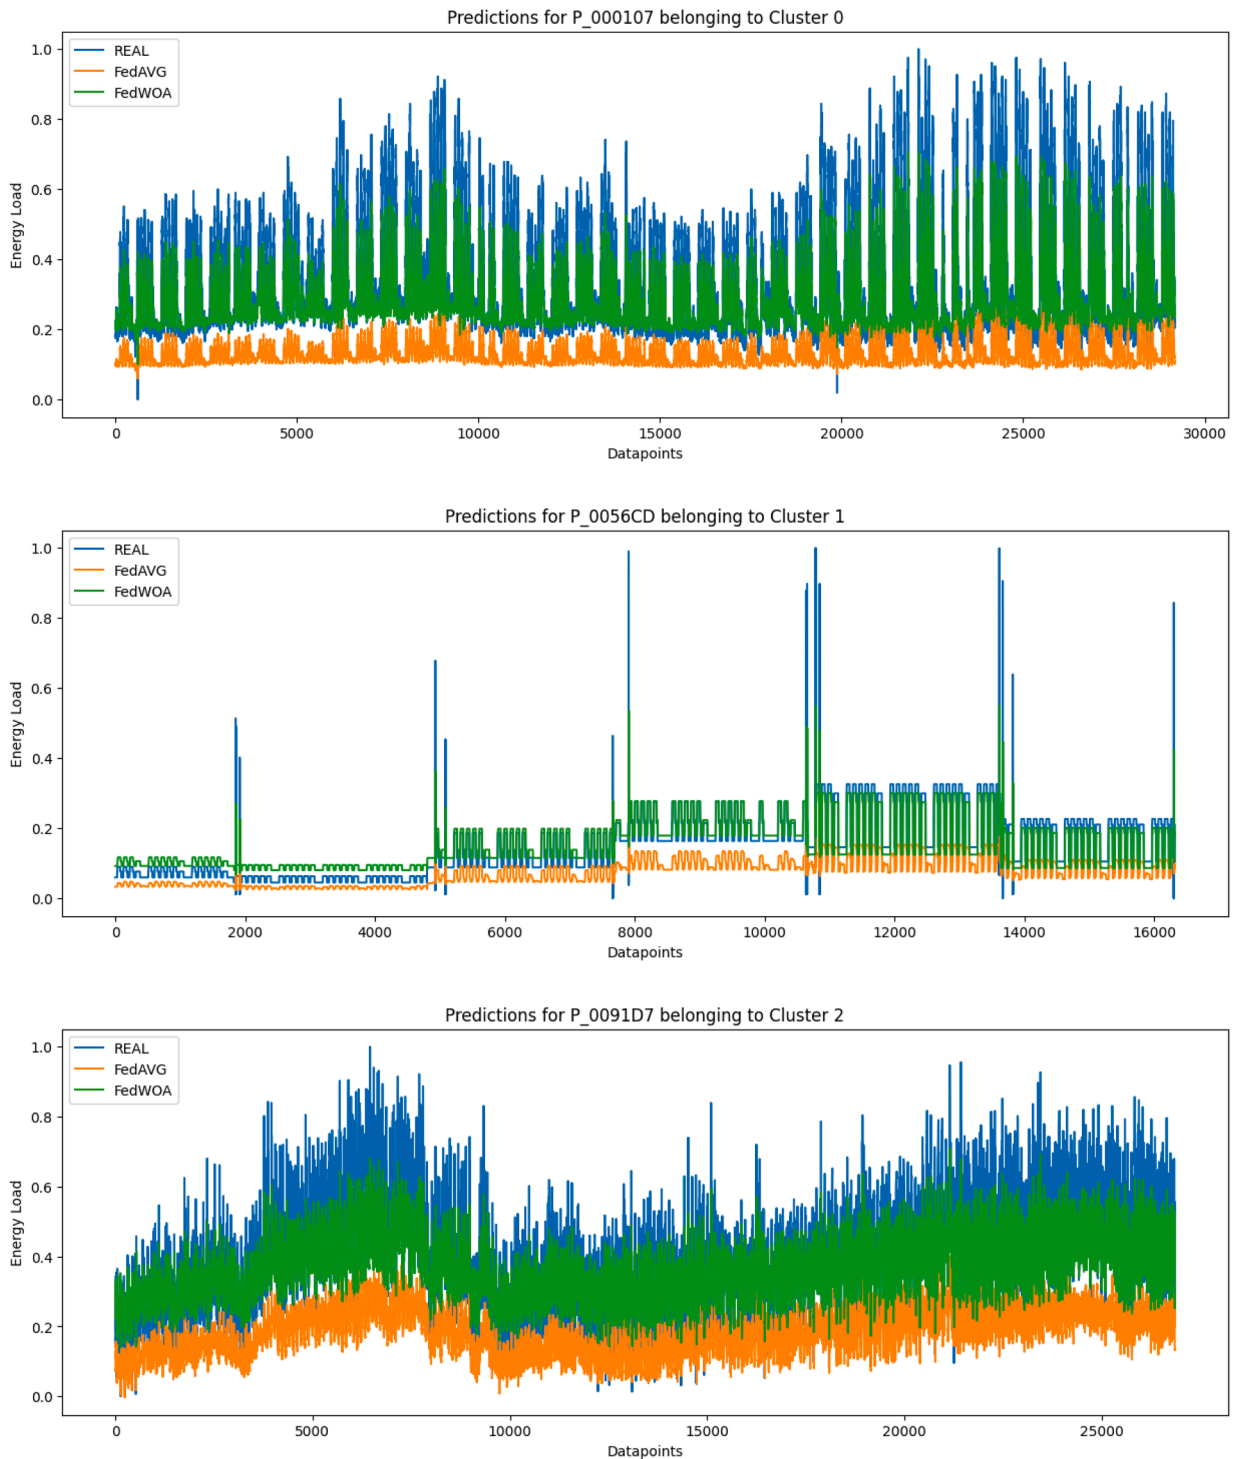 Predictions for P_000107 belonging to Cluster 0
REAL
FedAVG
FedWOA
Energy Load
1.0
0.8
0.6
0.4
0.2
0.0
0 5000 10000 15000 20000 25000 30000
Datapoints
Predictions for P_0056CD belonging to Cluster 1
REAL
FedAVG
FedWOA
Energy Load
1.0
0.8
0.6
0.4
0.2
0.0
0 2000 4000 6000 8000 10000 12000 14000 16000
Datapoints
Predictions for P_0091D7 belonging to Cluster 2
REAL
FedAVG
FedWOA
Energy Load
1.0
0.8
0.6
0.4
0.2
0.0
0 5000 10000 15000 20000 25000
Datapoints